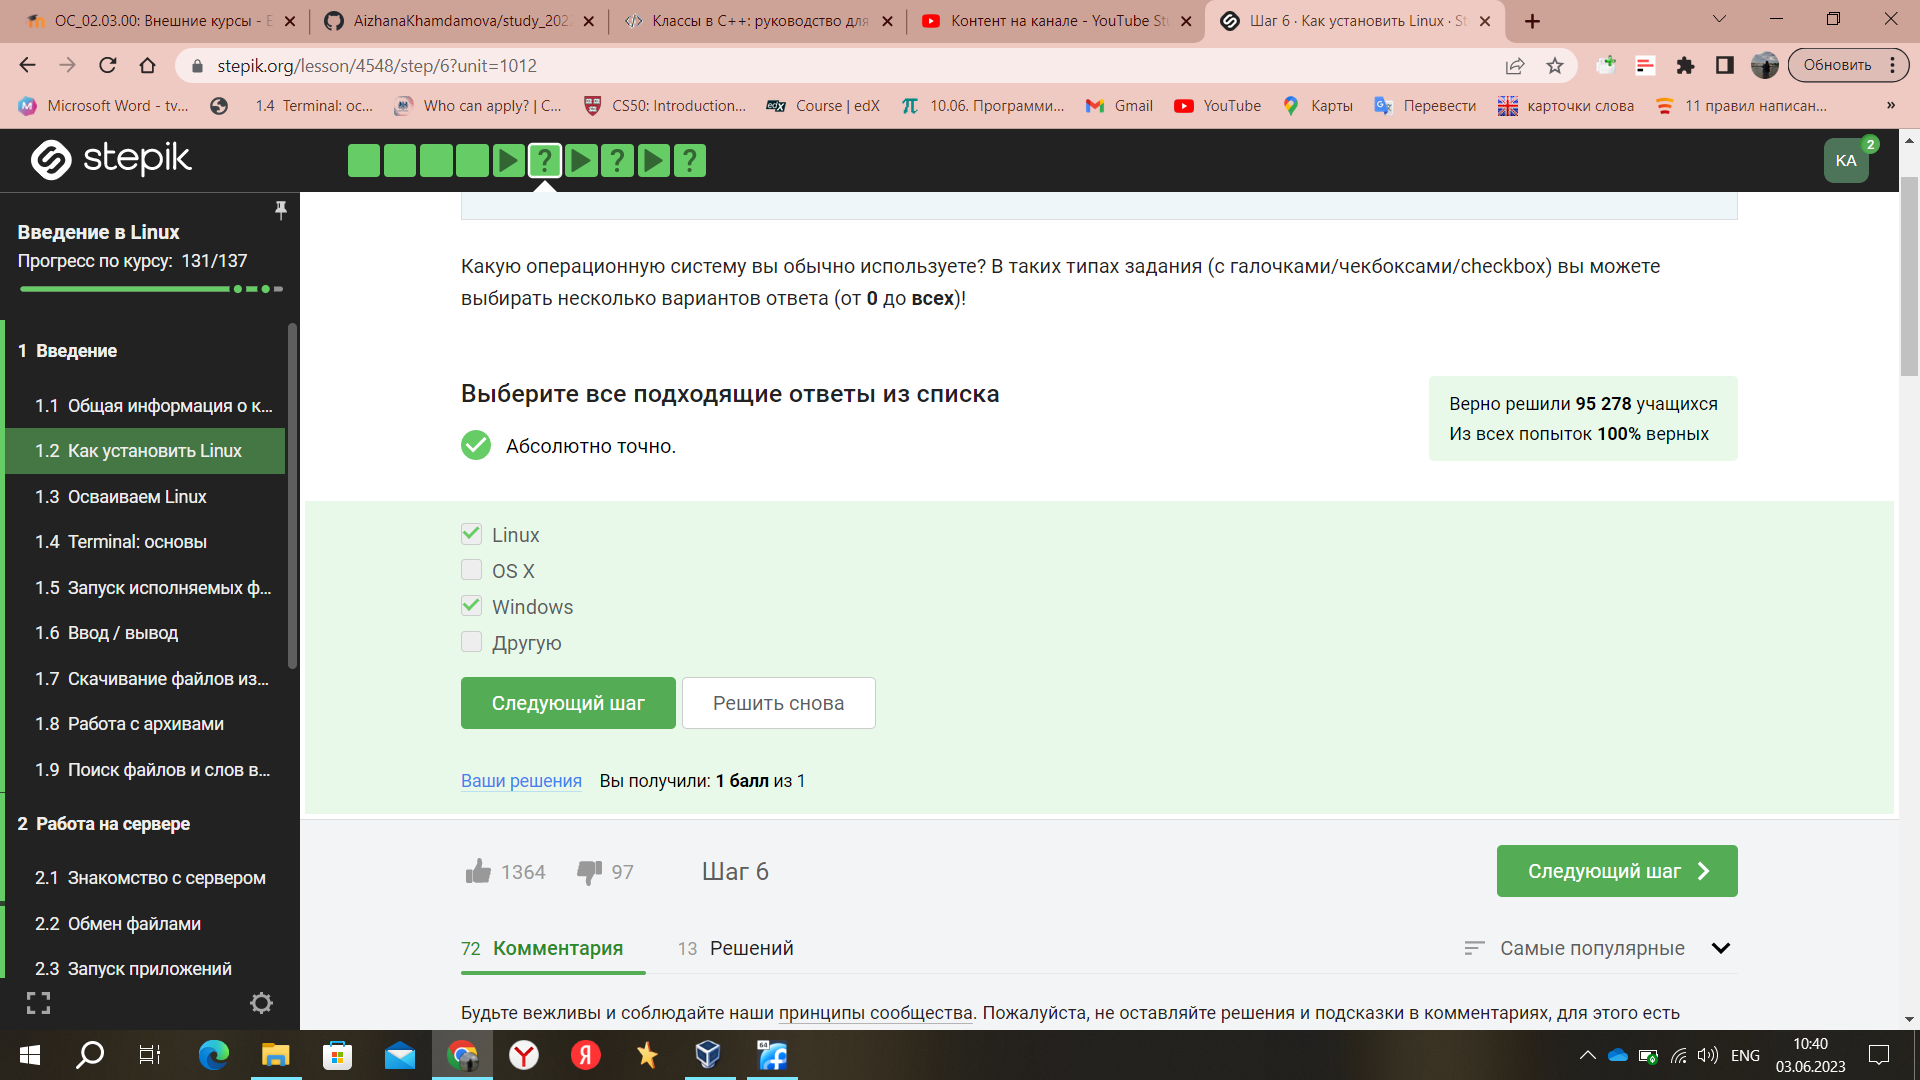 ОС_02.03.00: Внешние курсы - Е
AizhanaKhamdamova/study_202
Классы в C++: руководство для
Контент на канале - YouTube St
Шаг 6 · Как установить Linux · St
stepik.org/lesson/4548/step/6?unit=1012
Обновить
Microsoft Word - tv...
1.4 Terminal: ос...
Who can apply? | C...
CS50: Introduction...
edX
Course | edX
10.06. Программи...
Gmail
YouTube
Карты
Перевести
карточки слова
11 правил написан...
»
stepik
?
?
?
KA
2
Введение в Linux
Прогресс по курсу: 131/137
1 Введение
1.1 Общая информация о к...
1.2 Как установить Linux
1.3 Осваиваем Linux
1.4 Terminal: основы
1.5 Запуск исполняемых ф...
1.6 Ввод / вывод
1.7 Скачивание файлов из...
1.8 Работа с архивами
1.9 Поиск файлов и слов в...
2 Работа на сервере
2.1 Знакомство с сервером
2.2 Обмен файлами
2.3 Запуск приложений
Какую операционную систему вы обычно используете? В таких типах задания (с галочками/чекбоксами/checkbox) вы можете
выбирать несколько вариантов ответа (от 0 до всех)!
Выберите все подходящие ответы из списка
Верно решили 95 278 учащихся
Из всех попыток 100% верных
Абсолютно точно.
Linux
OS X
Windows
Другую
Следующий шаг
Решить снова
Ваши решения Вы получили: 1 балл из 1
1364
97
Шаг 6
Следующий шаг
72 Комментария
13 Решений
Самые популярные
Будьте вежливы и соблюдайте наши принципы сообщества. Пожалуйста, не оставляйте решения и подсказки в комментариях, для этого есть
64
ENG
10:40
03.06.2023